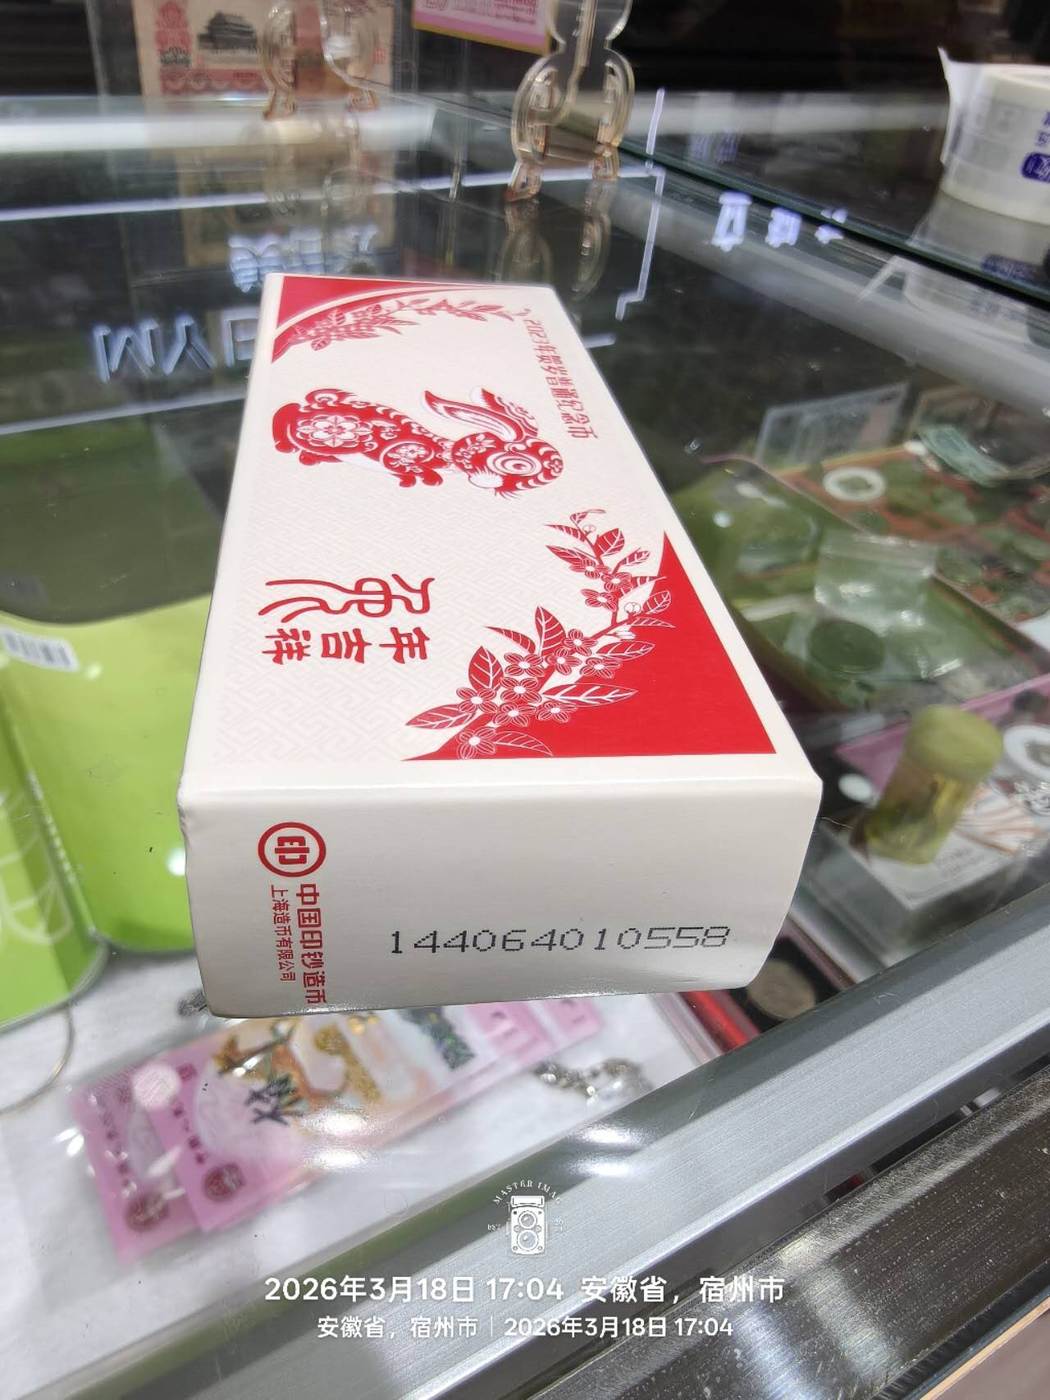 2023年贺岁普通纪念币
贺
年吉祥
中国印钞造币
上海造币有限公司
144064010558
MASTER IMAG
2026年3月18日 17:04 安徽省，宿州市
安徽省，宿州市｜2026年3月18日 17:04